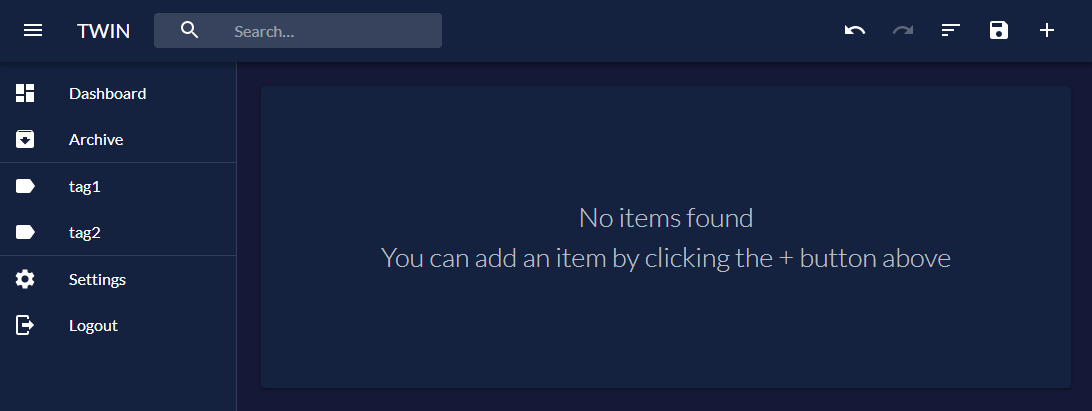 TWIN
Search...
Dashboard
Archive
tag1
tag2
Settings
Logout
No items found
You can add an item by clicking the + button above